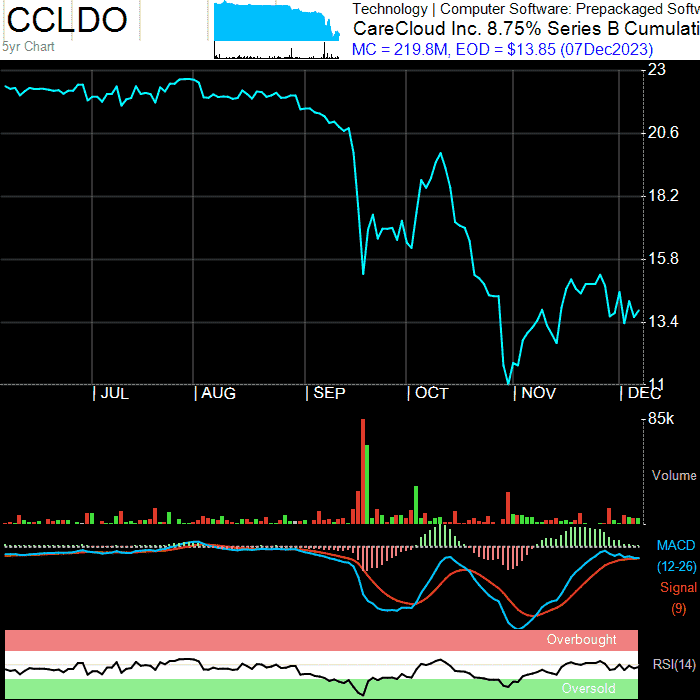 CCLDO
5yr Chart
Technology | Computer Software: Prepackaged Softw
CareCloud Inc. 8.75% Series B Cumulati
MC = 219.8M, EOD = $13.85 (07Dec2023)
23
20.6
18.2
15.8
13.4
11
JUL AUG SEP OCT NOV DEC
85k
Volume
MACD
(12-26)
Signal
(9)
Overbought
RSI(14)
Oversold